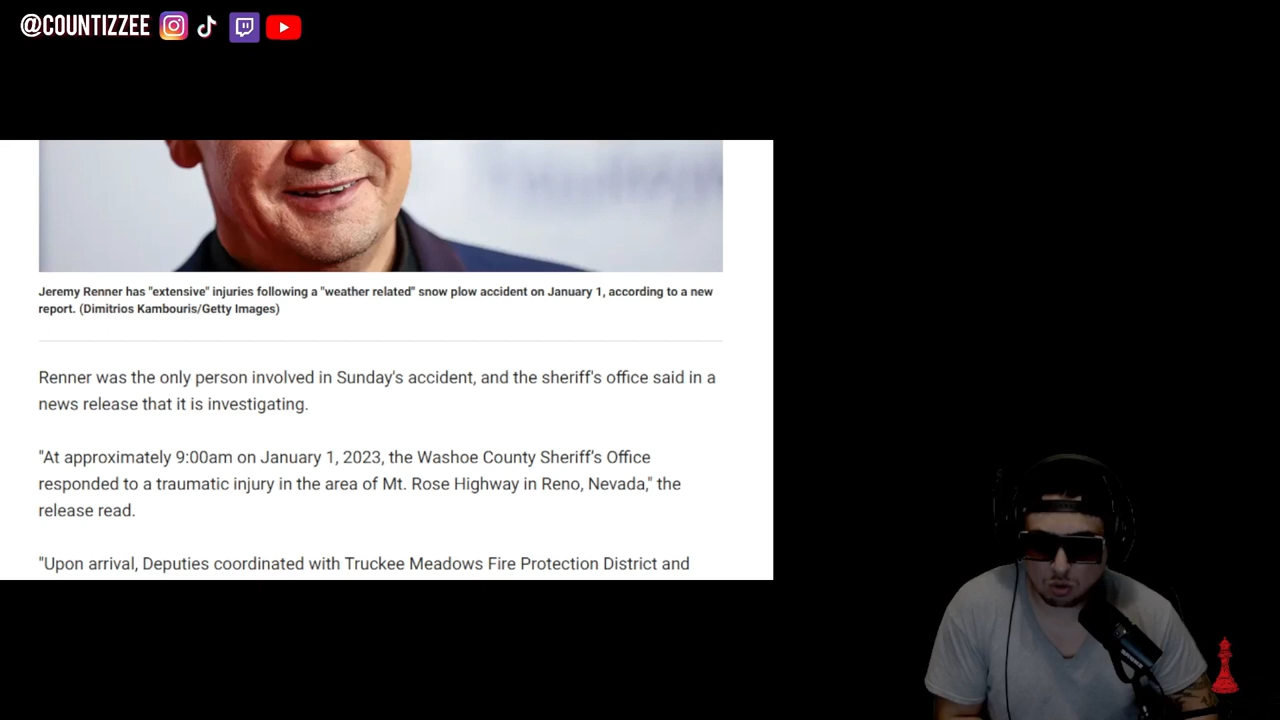 @COUNTIZZEE
Jeremy Renner has "extensive" injuries following a "weather related" snow plow accident on January 1, according to a new
report. (Dimitrios Kambouris/Getty Images)
Renner was the only person involved in Sunday's accident, and the sheriff's office said in a
news release that it is investigating.
"At approximately 9:00am on January 1, 2023, the Washoe County Sheriff's Office
responded to a traumatic injury in the area of Mt. Rose Highway in Reno, Nevada," the
release read.
"Upon arrival, Deputies coordinated with Truckee Meadows Fire Protection District and